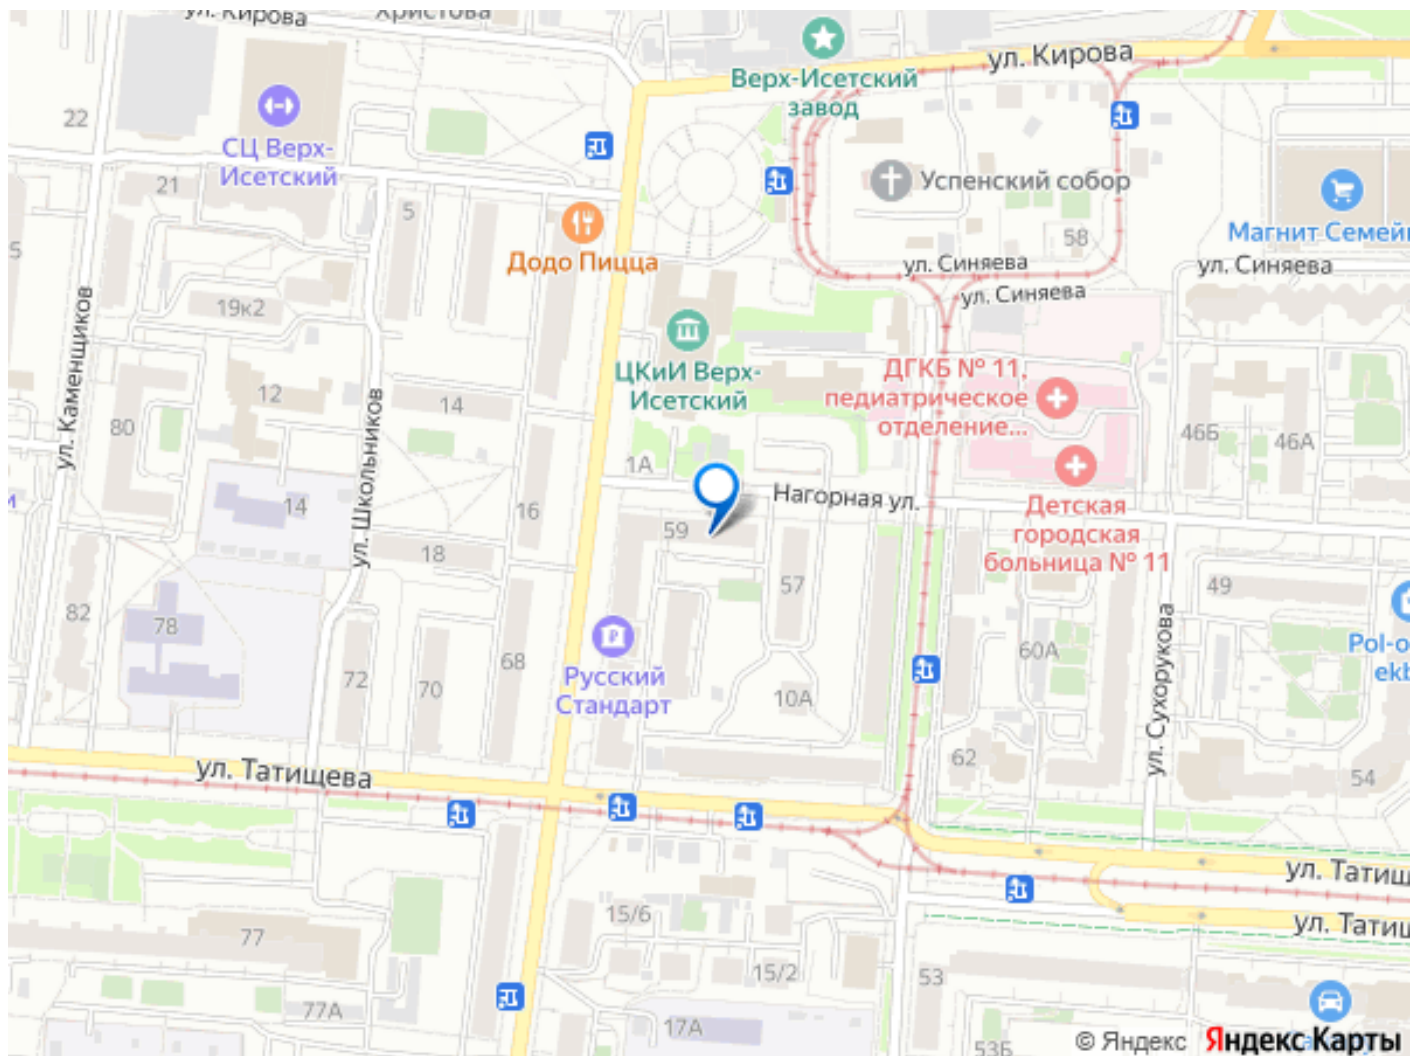 ул. Кирова
Христова
ул. Кирова
Верх-Исетский
завод
22
СЦ Верх-
Исетский
21
5
Успенский собор
58
Магнит Семей
Додо Пицца
ул. Синяева
ул. Синяева
ул. Синяева
5
19к2
ул. Каменщиков
ЦКиИ Верх-
Исетский
ДГКБ № 11,
педиатрическое
отделение...
12
14
80
ул. Школьников
46Б
46А
1А
Нагорная ул.
и
14
16
59
Детская
городская
больница № 11
18
57
49
82
78
60А
ул. Сухорукова
Pol-o
ekb
Русский
Стандарт
68
72
70
10А
62
54
ул. Татищева
ул. Татищ
15/6
ул. Татищ
77
15/2
53
77А
17А
53Б
© Яндекс
Яндекс Карты